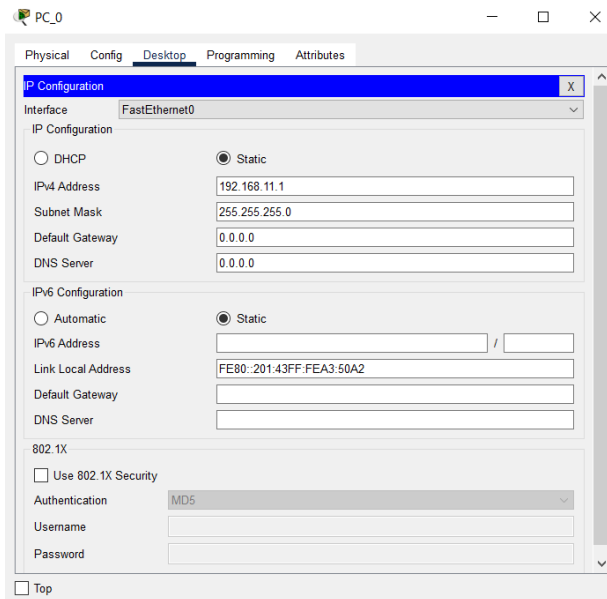 PC_0
Physical Config Desktop Programming Attributes
IP Configuration X
Interface FastEthernet0
IP Configuration
DHCP Static
IPv4 Address 192.168.11.1
Subnet Mask 255.255.255.0
Default Gateway 0.0.0.0
DNS Server 0.0.0.0
IPv6 Configuration
Automatic Static
IPv6 Address /
Link Local Address FE80::201:43FF:FEA3:50A2
Default Gateway
DNS Server
802.1X
Use 802.1X Security
Authentication MD5
Username
Password
Top